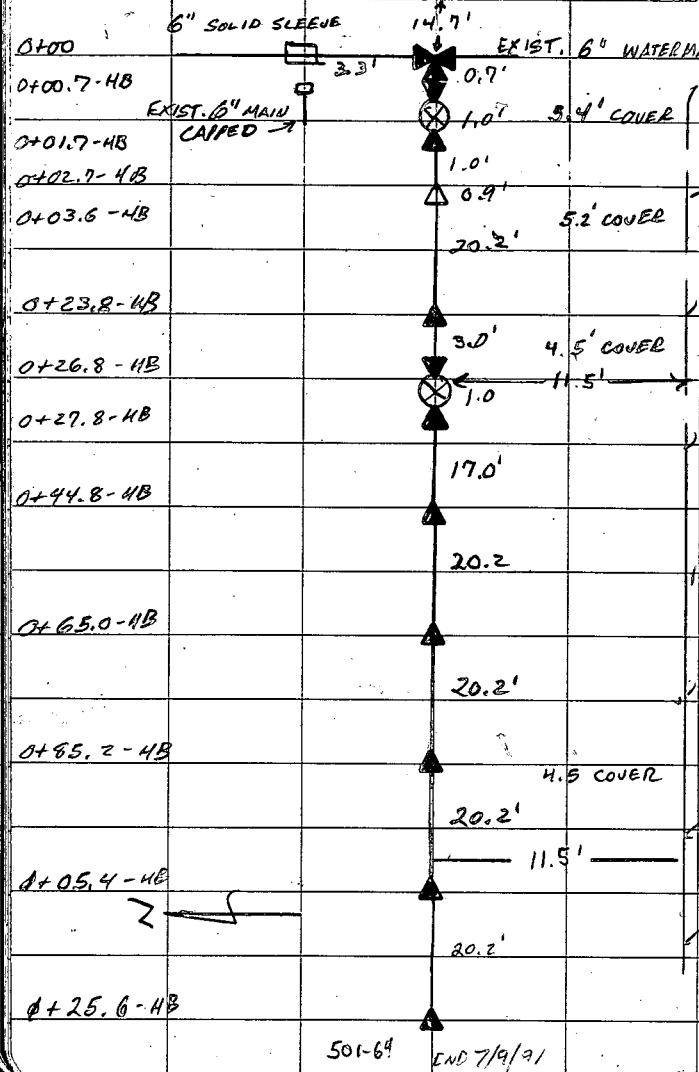 6" SOLID SLEEVE
14.7'
0+00
3.3'
EXIST. 6" WATERM
0+00.7-HB
0.7'
EXIST. 6" MAIN
CAPPED
1.0'
5.4' COVER
0+01.7-HB
1.0'
0+02.7-HB
0.9'
0+03.6-HB
5.2' COVER
20.2'
0+23.8-HB
3.0'
4.5' COVER
0+26.8-HB
11.5'
1.0
0+27.8-HB
17.0'
0+44.8-HB
20.2
0+65.0-HB
20.2'
0+85.2-HB
4.5 COVER
20.2'
11.5'
1+05.4-HB
Z
20.2'
1+25.6-HB
501-64
END 7/9/91